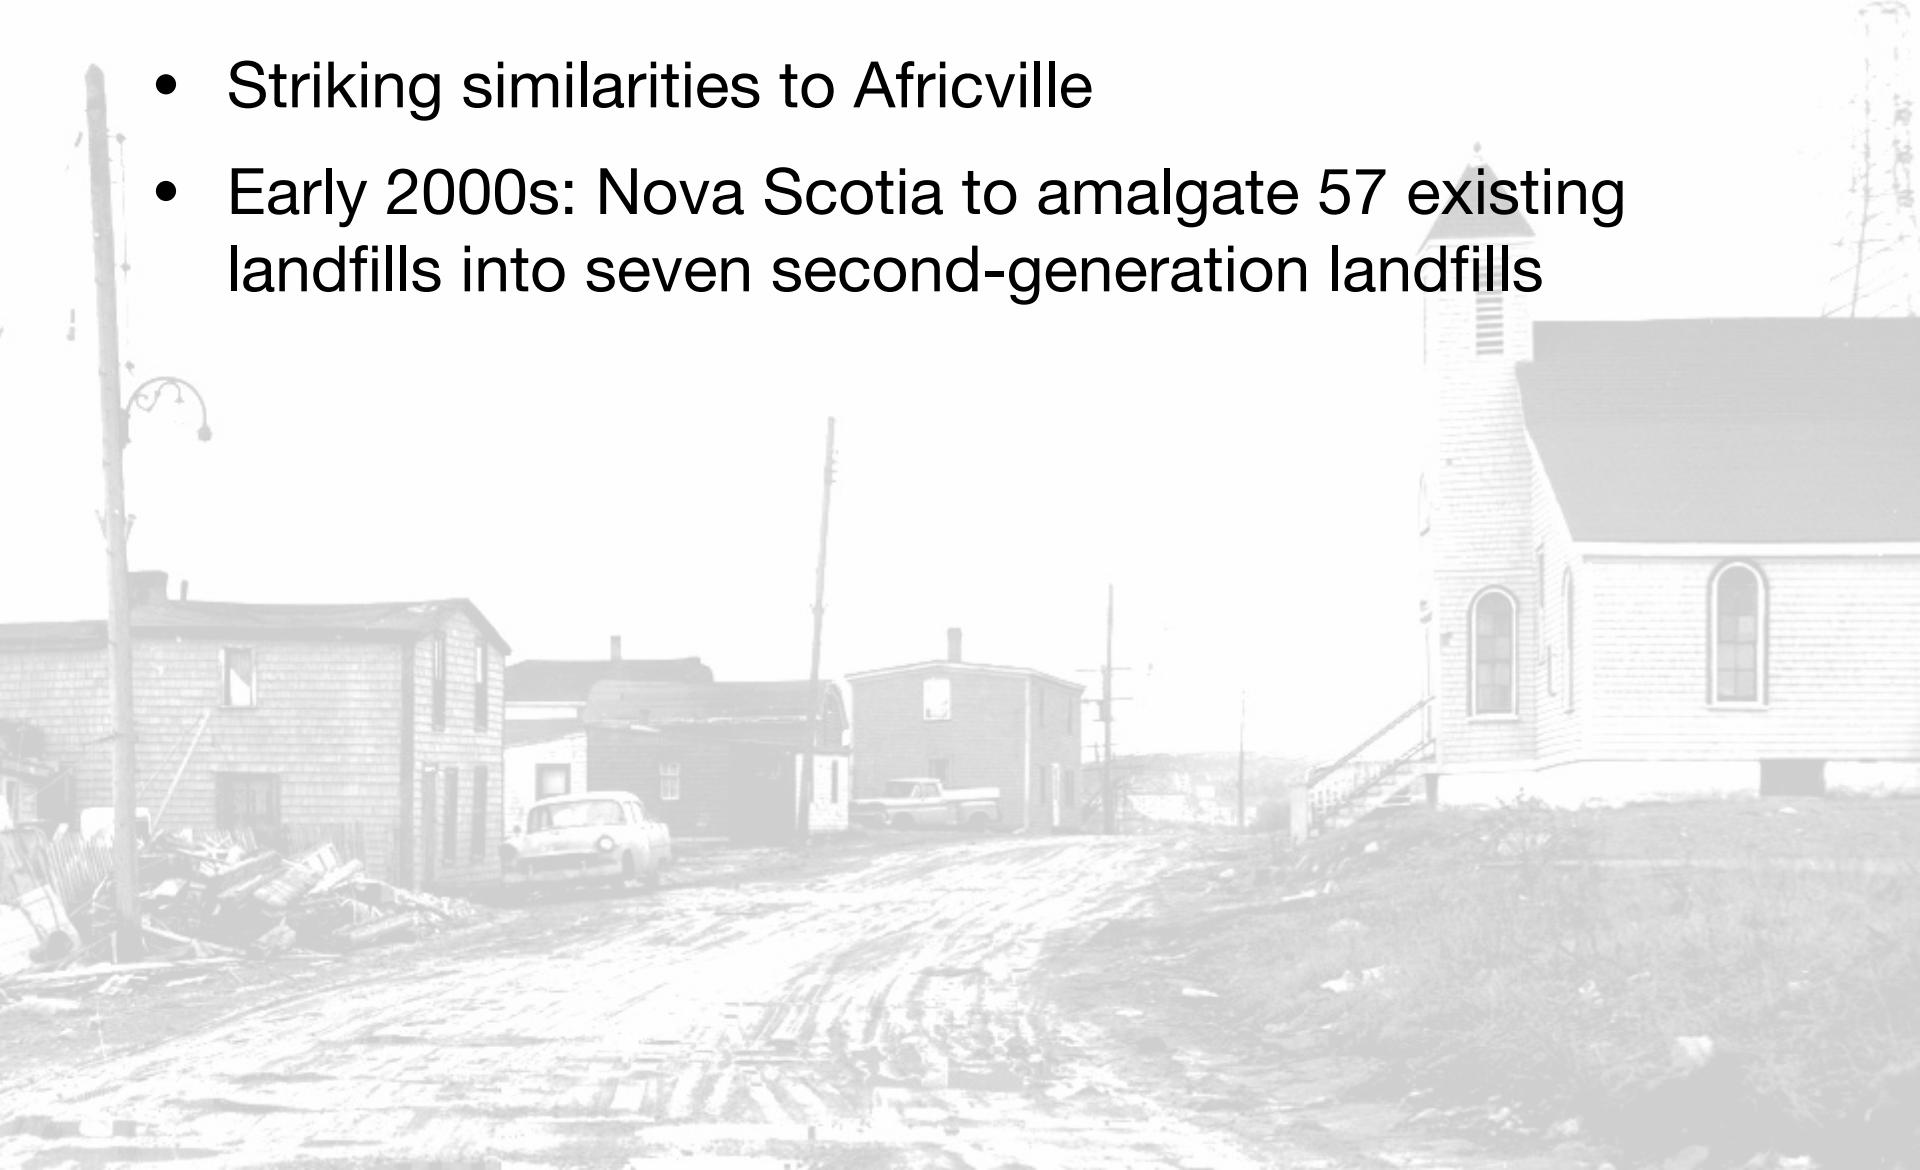 • Striking similarities to Africville
• Early 2000s: Nova Scotia to amalgate 57 existing
landfills into seven second-generation landfills